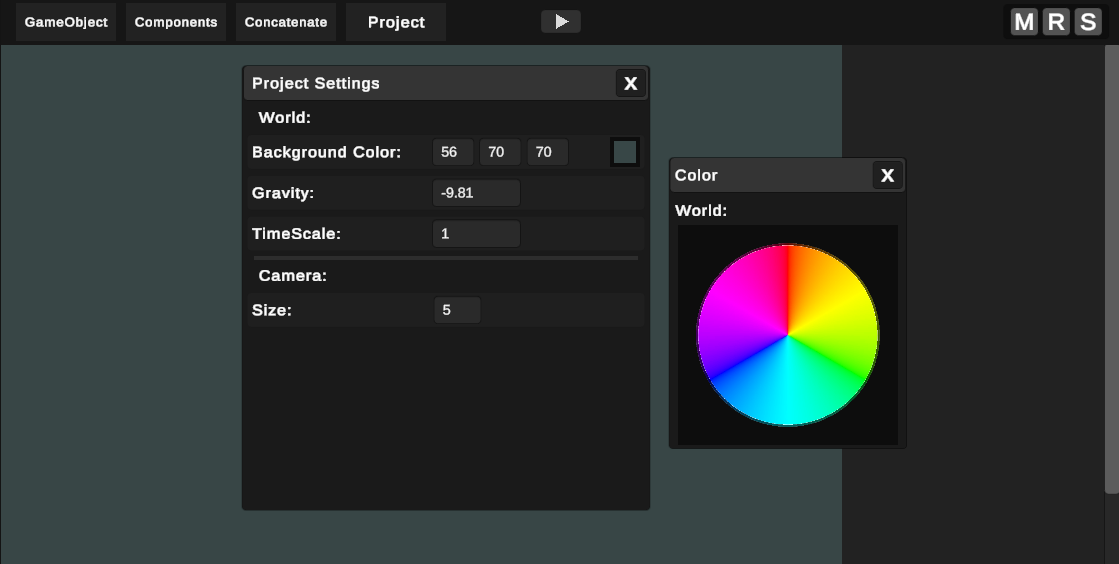 GameObject Components Concatenate Project M R S
Project Settings X
World:
Background Color: 56 70 70
Gravity: -9.81
TimeScale: 1
Camera:
Size: 5
Color X
World: